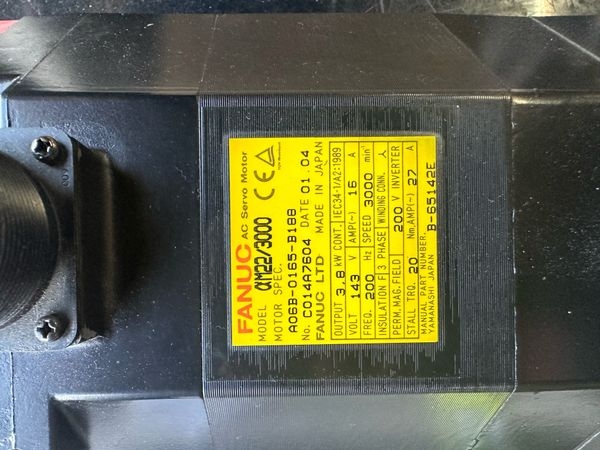 FANUC AC Servo Motor
MODEL αM22/3000 CE
MOTOR SPEC.
A06B-0165-B188
No. C014A7604 DATE 01.04
FANUC LTD MADE IN JAPAN
OUTPUT 3.8 kW CONT. IEC34-1/A2:1989
VOLT 143 V AMP(~) 16 A
FREQ. 200 Hz SPEED 3000 min-1
INSULATION F 3 PHASE WINDING CONN. 人
PERM.MAG.FIELD 200 V INVERTER
STALL TRQ. 20 Nm, AMP(~) 27 A
MANUAL PART NUMBER. B-65142E
YAMANASHI JAPAN